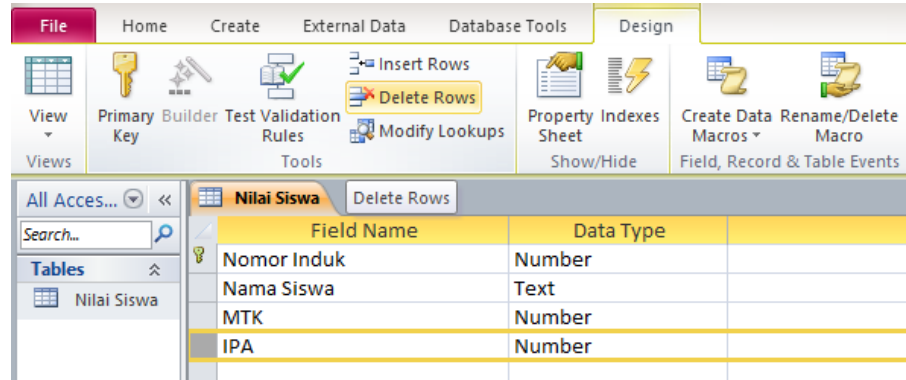 File Home Create External Data Database Tools Design
View
Views
Primary Key
Builder
Test Validation Rules
Insert Rows
Delete Rows
Modify Lookups
Tools
Property Sheet
Indexes
Show/Hide
Create Data Macros
Rename/Delete Macro
Field, Record & Table Events
All Acces...
«
Search...
Tables
Nilai Siswa
Nilai Siswa
Delete Rows
Field Name Data Type
Nomor Induk Number
Nama Siswa Text
MTK Number
IPA Number